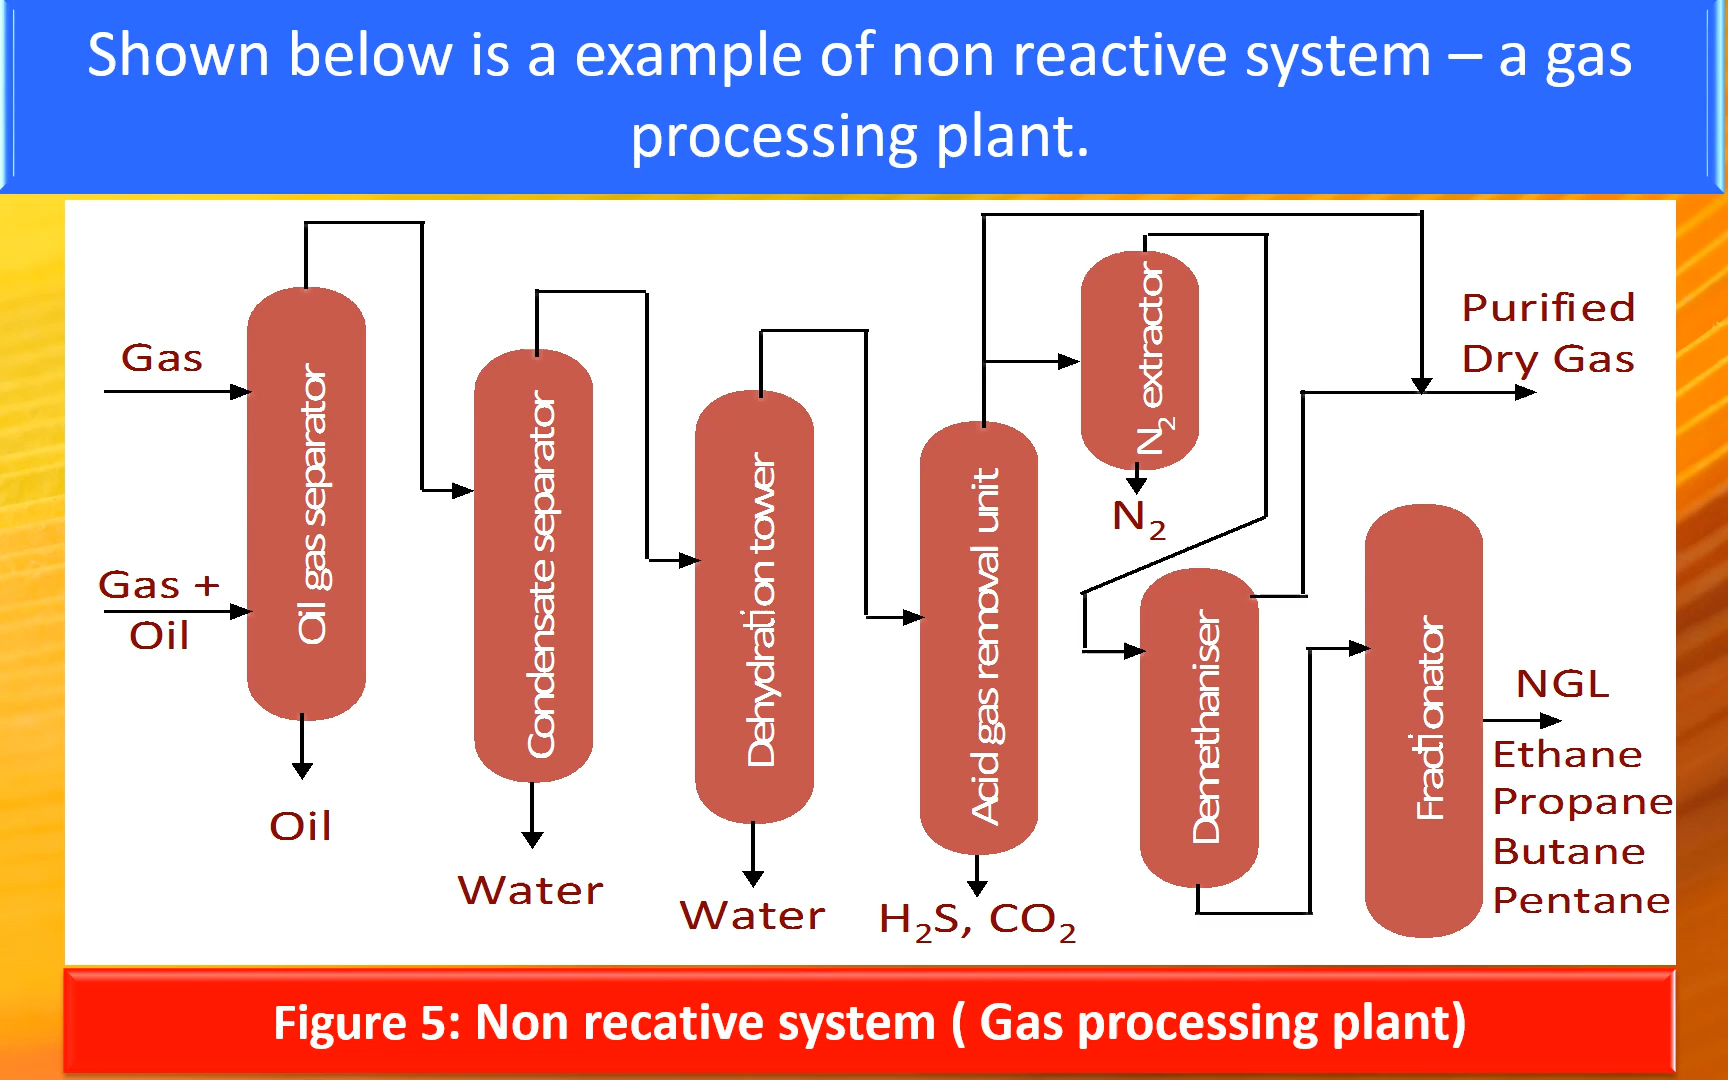 Shown below is a example of non reactive system – a gas
processing plant.
Gas
Gas +
Oil
Oil gas separator
Oil
Condensate separator
Water
Dehydration tower
Water
Acid gas removal unit
H₂S, CO₂
N₂ extractor
N₂
Demethaniser
Fractionator
Purified
Dry Gas
NGL
Ethane
Propane
Butane
Pentane
Figure 5: Non recative system ( Gas processing plant)